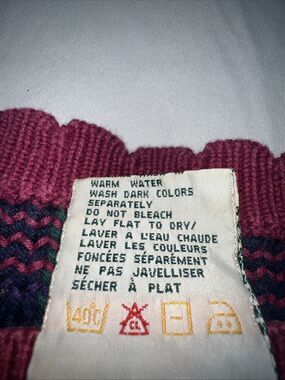 WARM WATER
WASH DARK COLORS
SEPARATELY
DO NOT BLEACH
LAY FLAT TO DRY/
LAVER A L'EAU CHAUDE
LAVER LES COULEURS
FONCÉES SÉPARÉMENT
NE PAS JAVELLISER
SÉCHER À PLAT
40C CL